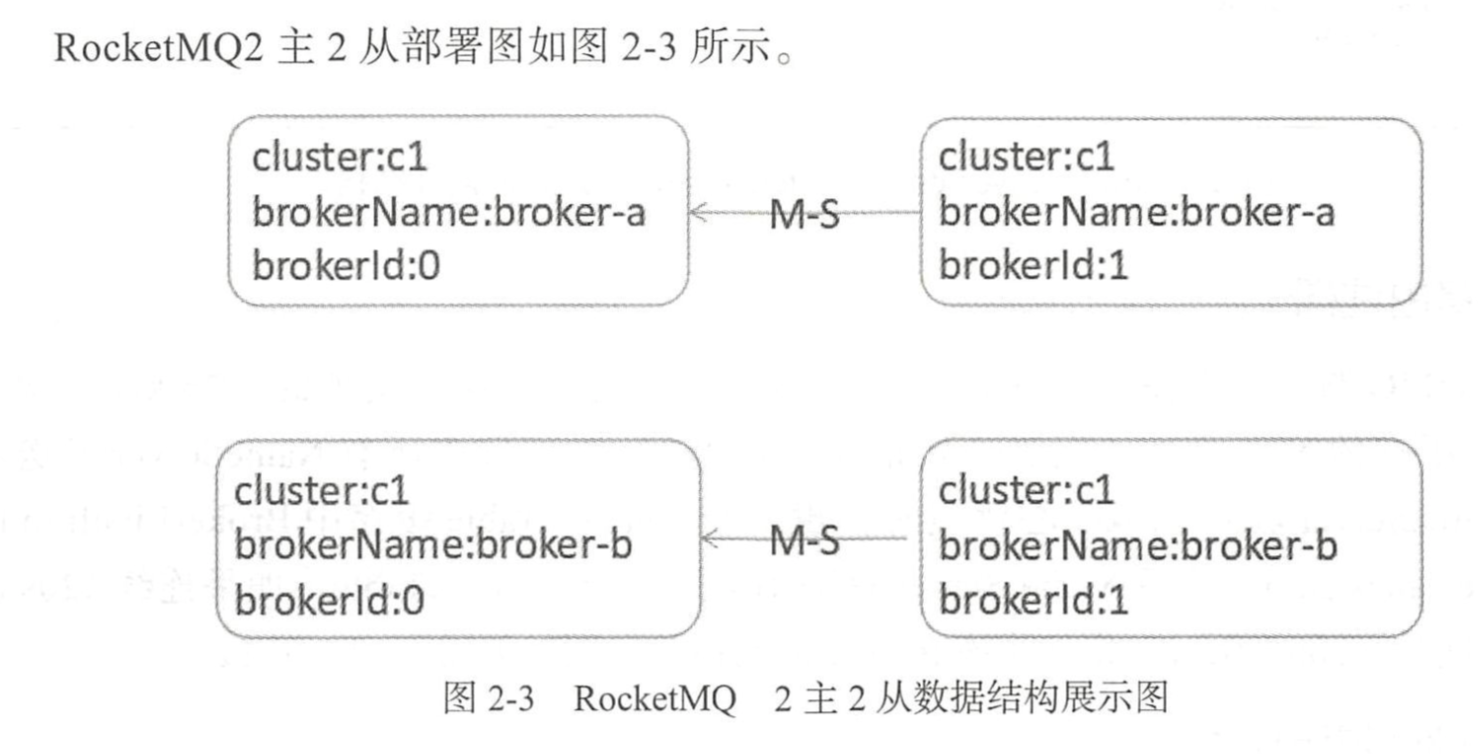 RocketMQ2 主 2 从部署图如图 2-3 所示。
cluster:c1
brokerName:broker-a
brokerId:0
M-S
cluster:c1
brokerName:broker-a
brokerId:1
cluster:c1
brokerName:broker-b
brokerId:0
M-S
cluster:c1
brokerName:broker-b
brokerId:1
图 2-3 RocketMQ 2 主 2 从数据结构展示图